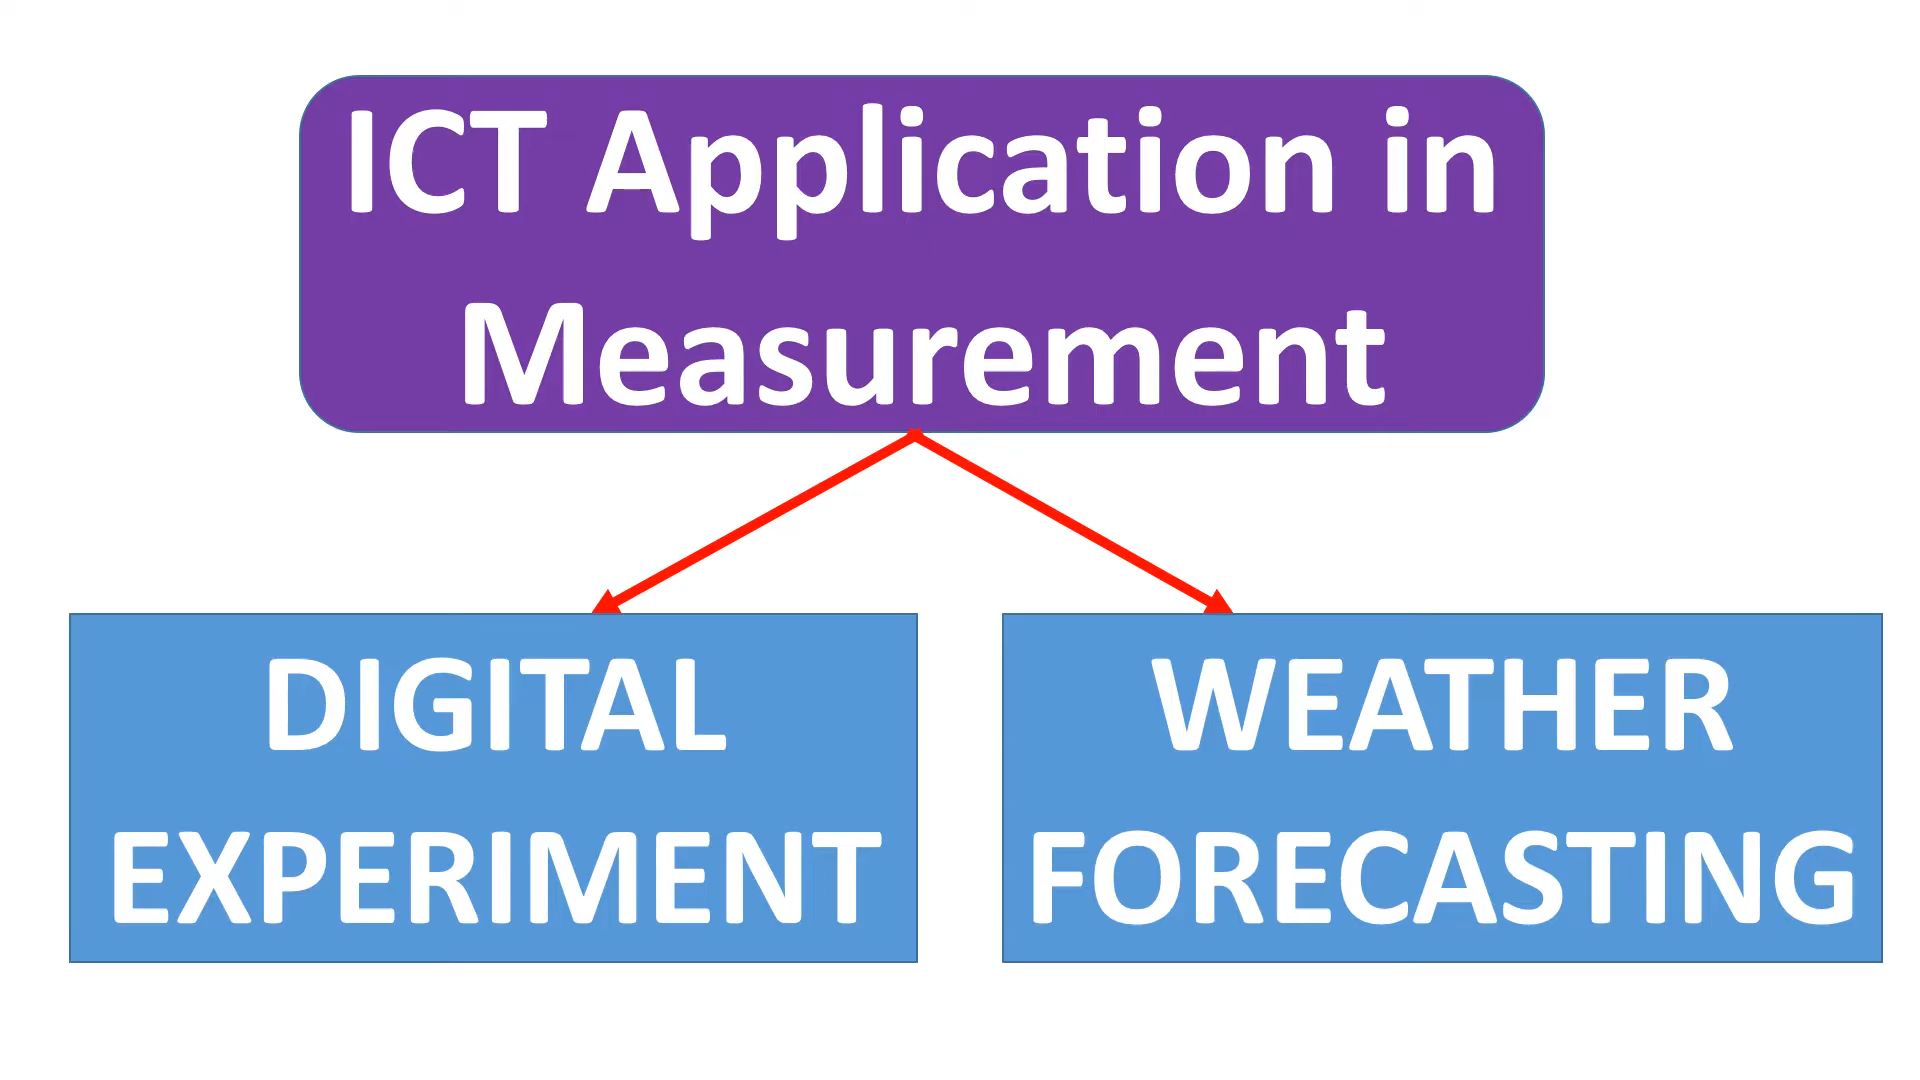 ICT Application in
Measurement
DIGITAL
EXPERIMENT
WEATHER
FORECASTING